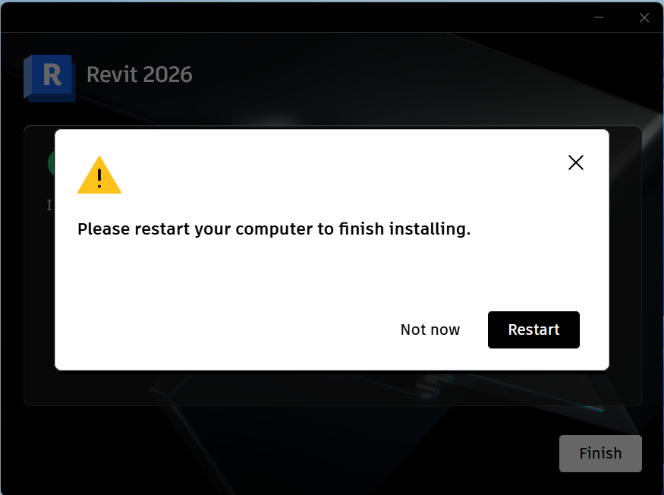 R
Revit 2026
Please restart your computer to finish installing.
Not now
Restart
Finish